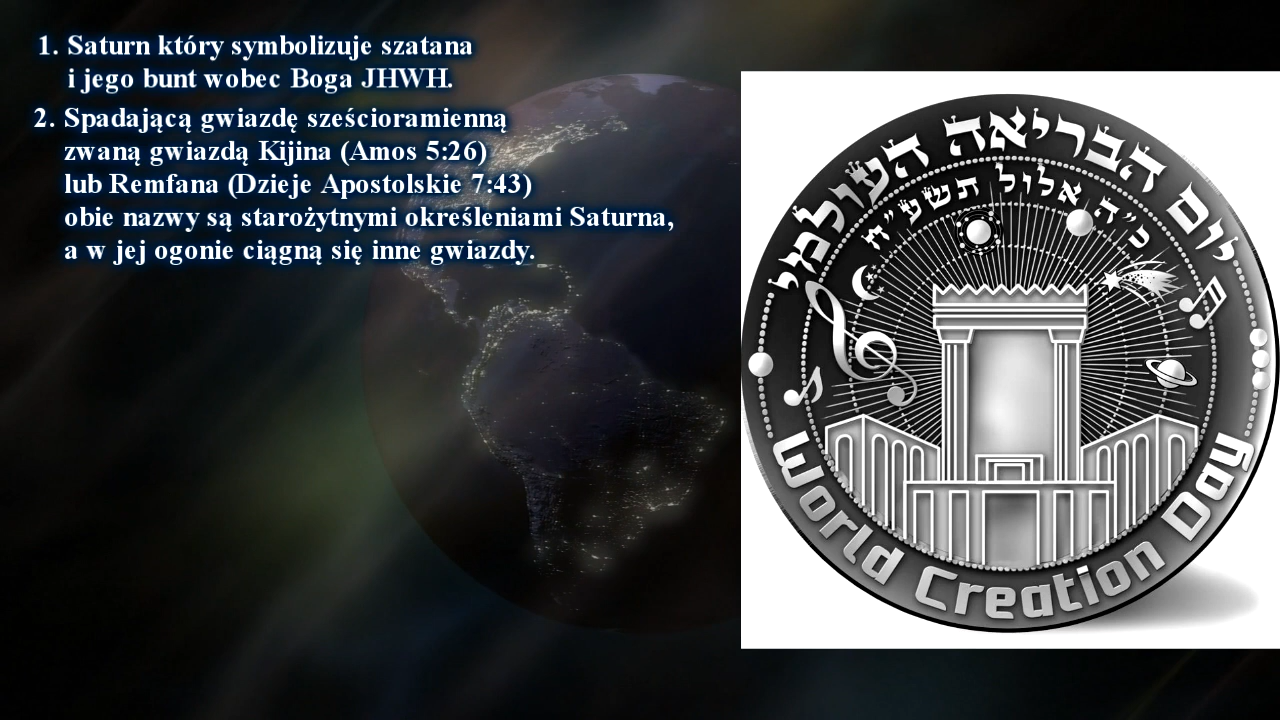 1. Saturn który symbolizuje szatana
i jego bunt wobec Boga JHWH.
2. Spadającą gwiazdę sześcioramienną
zwaną gwiazdą Kijina (Amos 5:26)
lub Remfana (Dzieje Apostolskie 7:43)
obie nazwy są starożytnymi określeniami Saturna,
a w jej ogonie ciągną się inne gwiazdy.
יום הבריאה העולמי
כ״ה אלול תשע״ח
World Creation Day